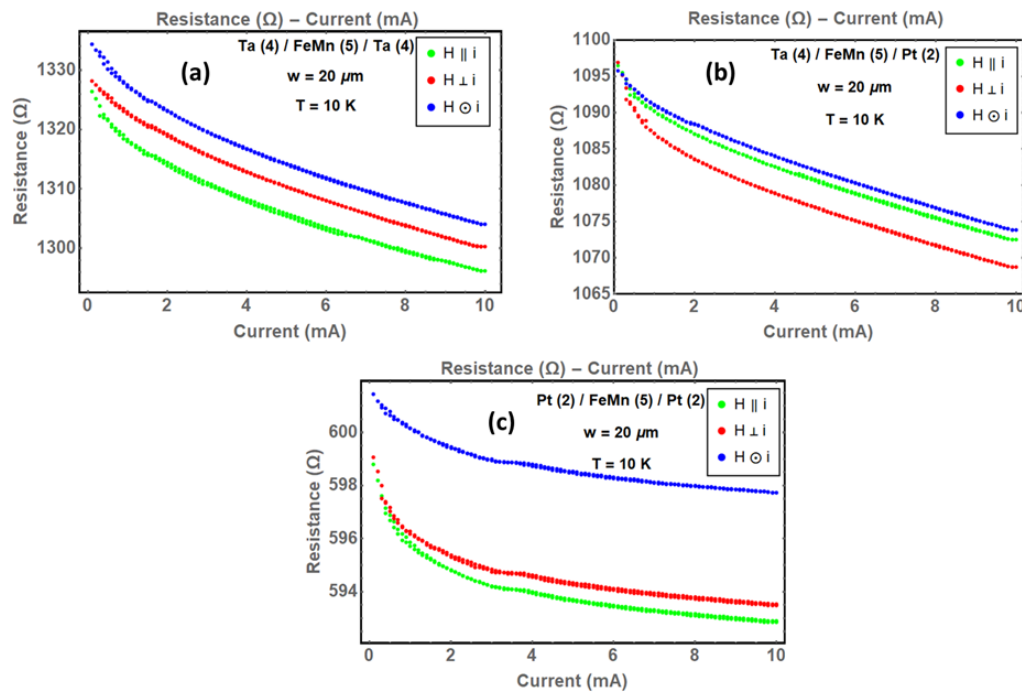 Resistance (Ω) – Current (mA)
Ta (4) / FeMn (5) / Ta (4)
(a)
w = 20 µm
T = 10 K
H ∥ i
H ⊥ i
H ⊙ i
1330
1320
1310
1300
Resistance (Ω)
0 2 4 6 8 10
Current (mA)
Resistance (Ω) – Current (mA)
Ta (4) / FeMn (5) / Pt (2)
(b)
w = 20 µm
T = 10 K
H ∥ i
H ⊥ i
H ⊙ i
1100
1095
1090
1085
1080
1075
1070
1065
Resistance (Ω)
0 2 4 6 8 10
Current (mA)
Resistance (Ω) – Current (mA)
Pt (2) / FeMn (5) / Pt (2)
(c)
w = 20 µm
T = 10 K
H ∥ i
H ⊥ i
H ⊙ i
600
598
596
594
Resistance (Ω)
0 2 4 6 8 10
Current (mA)